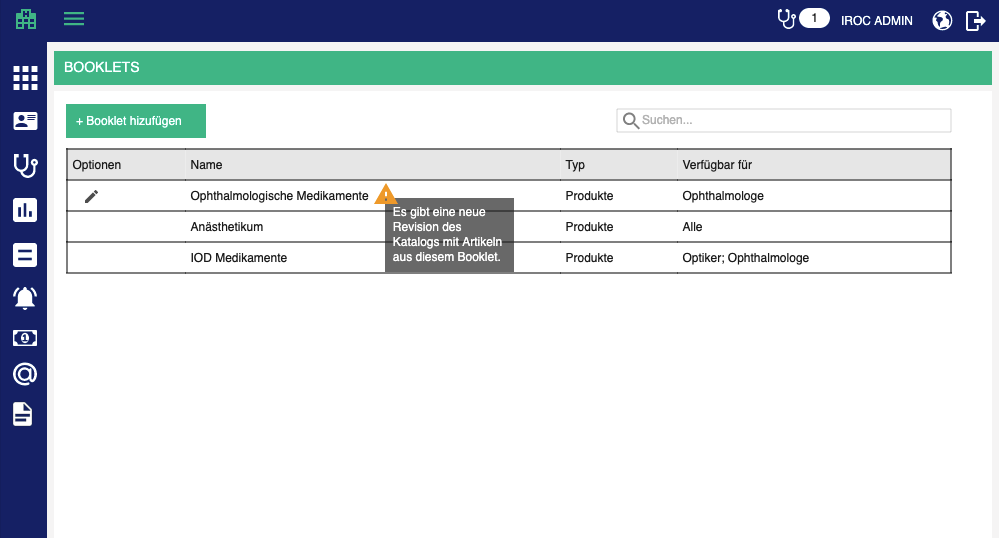 1 IROC ADMIN
BOOKLETS
+ Booklet hinzufügen
Suchen...
Optionen Name Typ Verfügbar für
Ophthalmologische Medikamente Produkte Ophthalmologe
Es gibt eine neue
Revision des
Katalogs mit Artikeln
aus diesem Booklet.
Anästhetikum Produkte Alle
IOD Medikamente Produkte Optiker; Ophthalmologe